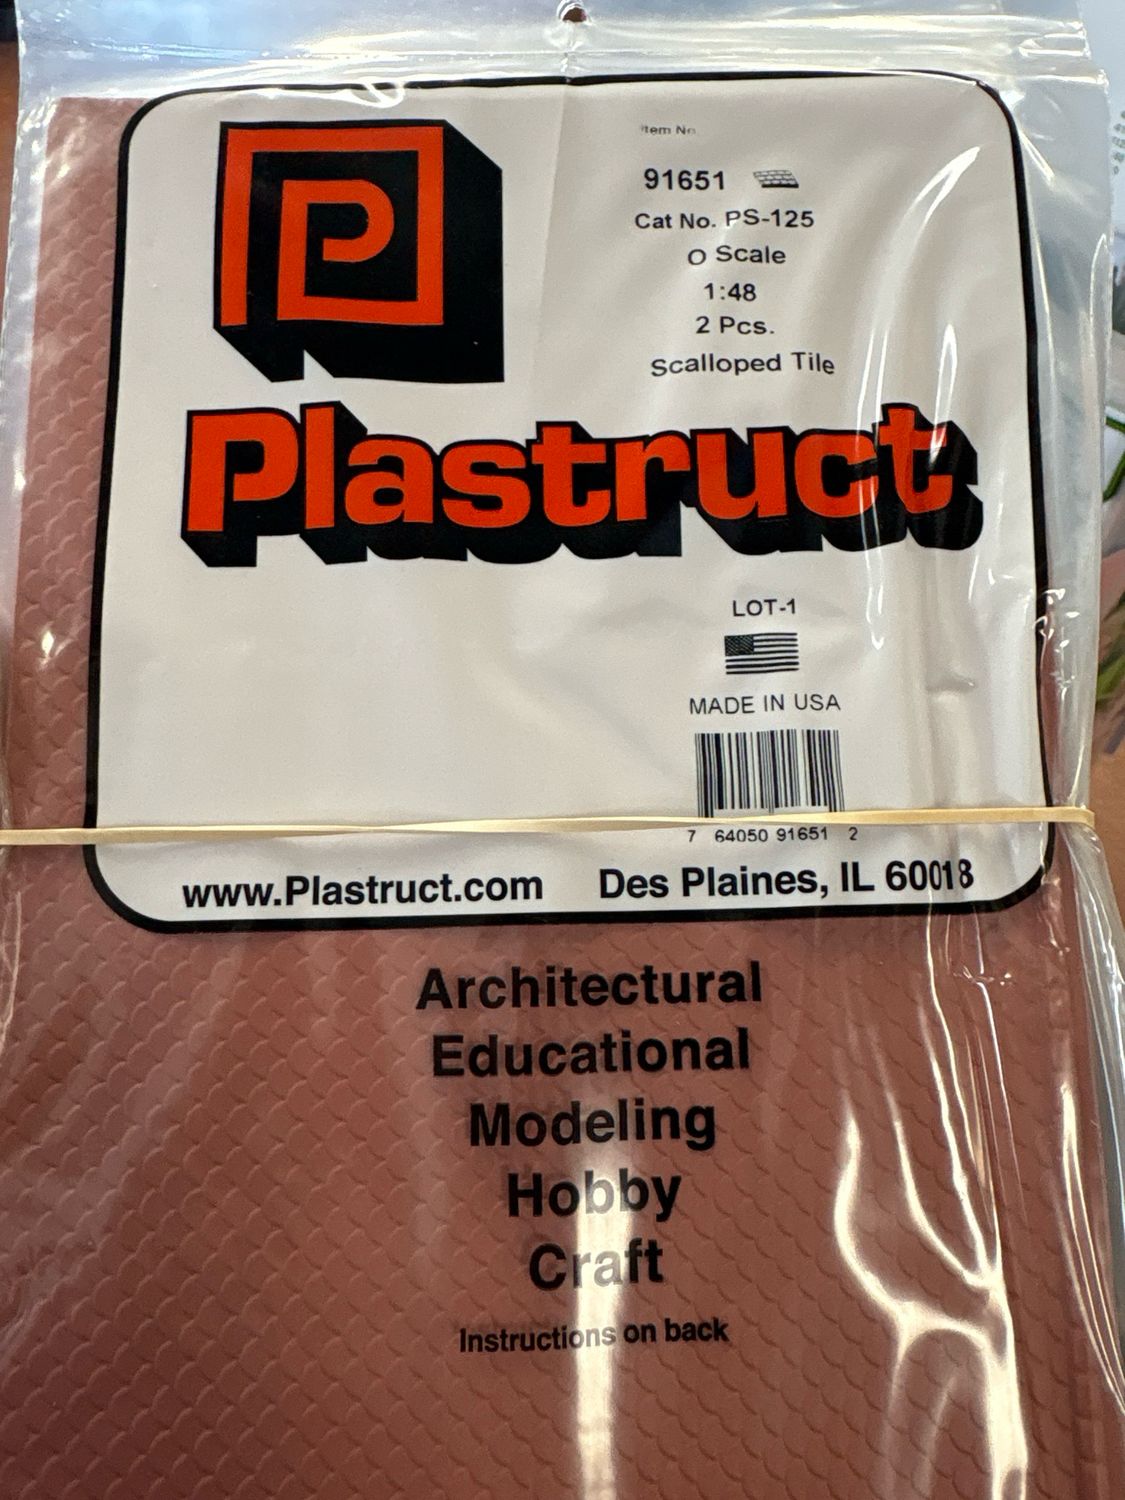 P
Item No.
91651
Cat No. PS-125
O Scale
1:48
2 Pcs.
Scalloped Tile
Plastruct
LOT-1
MADE IN USA
7 64050 91651 2
www.Plastruct.com Des Plaines, IL 60018
Architectural
Educational
Modeling
Hobby
Craft
Instructions on back